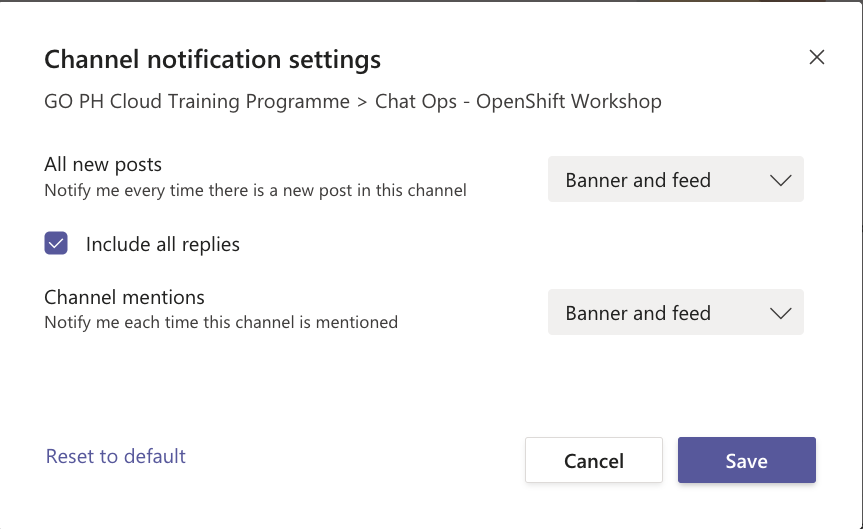 Channel notification settings
GO PH Cloud Training Programme > Chat Ops - OpenShift Workshop
All new posts
Notify me every time there is a new post in this channel
Banner and feed
Include all replies
Channel mentions
Notify me each time this channel is mentioned
Banner and feed
Reset to default
Cancel
Save